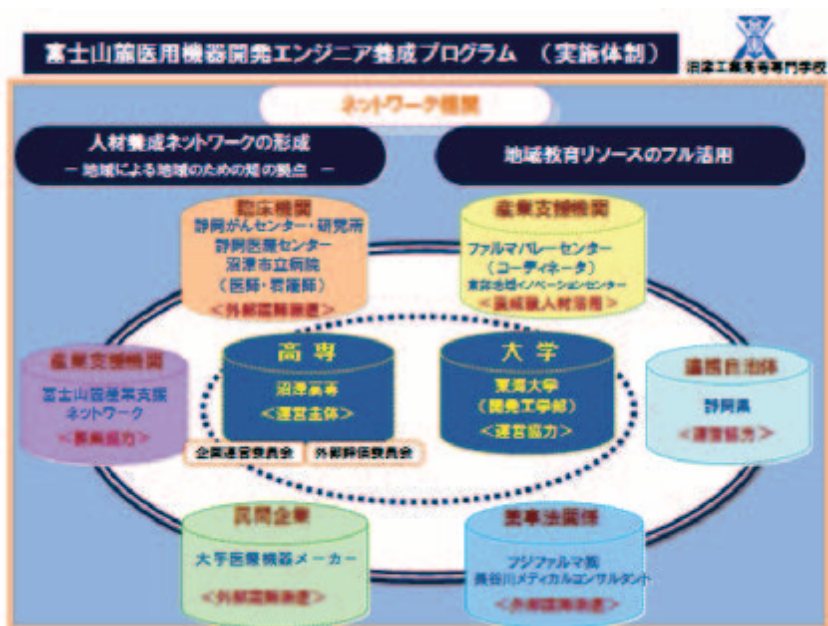 富士山麓医用機器開発エンジニア養成プログラム （実施体制）
沼津工業高等専門学校
ネットワーク機関
人材養成ネットワークの形成
― 地域による地域のための知の拠点 ―
地域教育リソースのフル活用
臨床機関
静岡がんセンター・研究所
静岡医療センター
沼津市立病院
（医師・看護師）
＜外部講師派遣＞
産業支援機関
ファルマバレーセンター
（コーディネータ）
東部地域イノベーションセンター
＜養成職人材活用＞
産業支援機関
富士山麓産業支援
ネットワーク
＜事業協力＞
高専
沼津高専
＜運営主体＞
企画運営委員会
外部評価委員会
大学
東海大学
（開発工学部）
＜運営協力＞
連携自治体
静岡県
＜運営協力＞
民間企業
大手医療機器メーカー
＜外部講師派遣＞
薬事法関係
フジファルマ㈱
長谷川メディカルコンサルタント
＜外部講師派遣＞